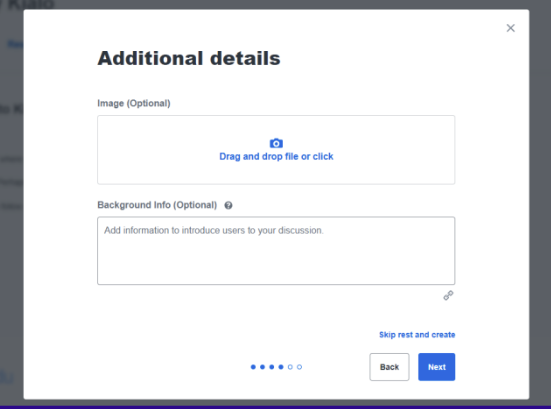 Kialo
Additional details
Image (Optional)
Drag and drop file or click
Background Info (Optional)
Add information to introduce users to your discussion.
Skip rest and create
Back
Next